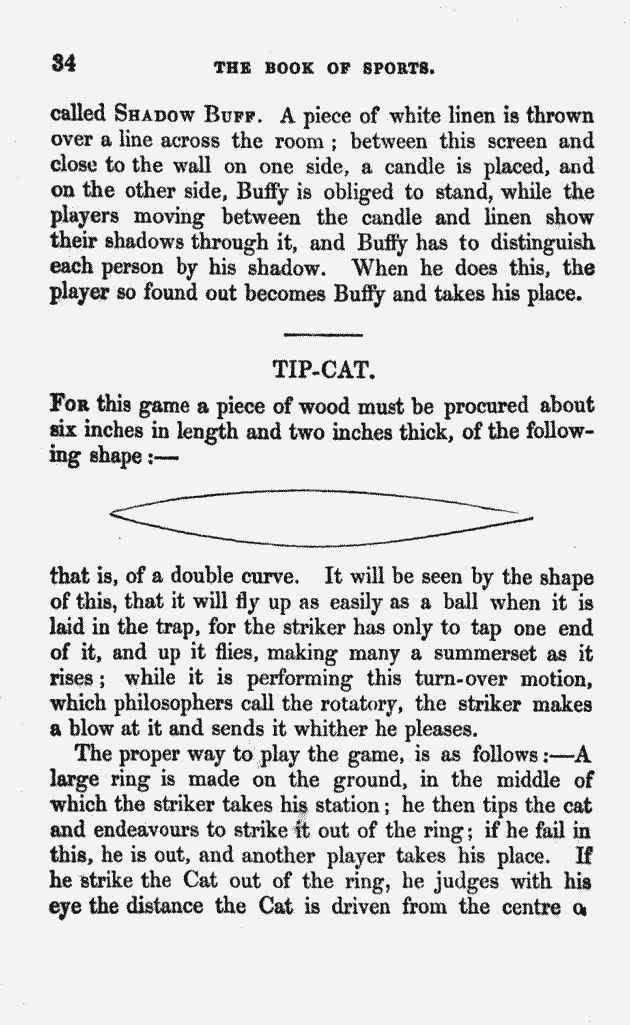 34 THE BOOK OF SPORTS.
called SHADOW BUFF. A piece of white linen is thrown
over a line across the room ; between this screen and
close to the wall on one side, a candle is placed, and
on the other side, Buffy is obliged to stand, while the
players moving between the candle and linen show
their shadows through it, and Buffy has to distinguish
each person by his shadow. When he does this, the
player so found out becomes Buffy and takes his place.
TIP-CAT.
FOR this game a piece of wood must be procured about
six inches in length and two inches thick, of the follow-
ing shape :—
that is, of a double curve. It will be seen by the shape
of this, that it will fly up as easily as a ball when it is
laid in the trap, for the striker has only to tap one end
of it, and up it flies, making many a summerset as it
rises ; while it is performing this turn-over motion,
which philosophers call the rotatory, the striker makes
a blow at it and sends it whither he pleases.
The proper way to play the game, is as follows :—A
large ring is made on the ground, in the middle of
which the striker takes his station ; he then tips the cat
and endeavours to strike it out of the ring ; if he fail in
this, he is out, and another player takes his place. If
he strike the Cat out of the ring, he judges with his
eye the distance the Cat is driven from the centre